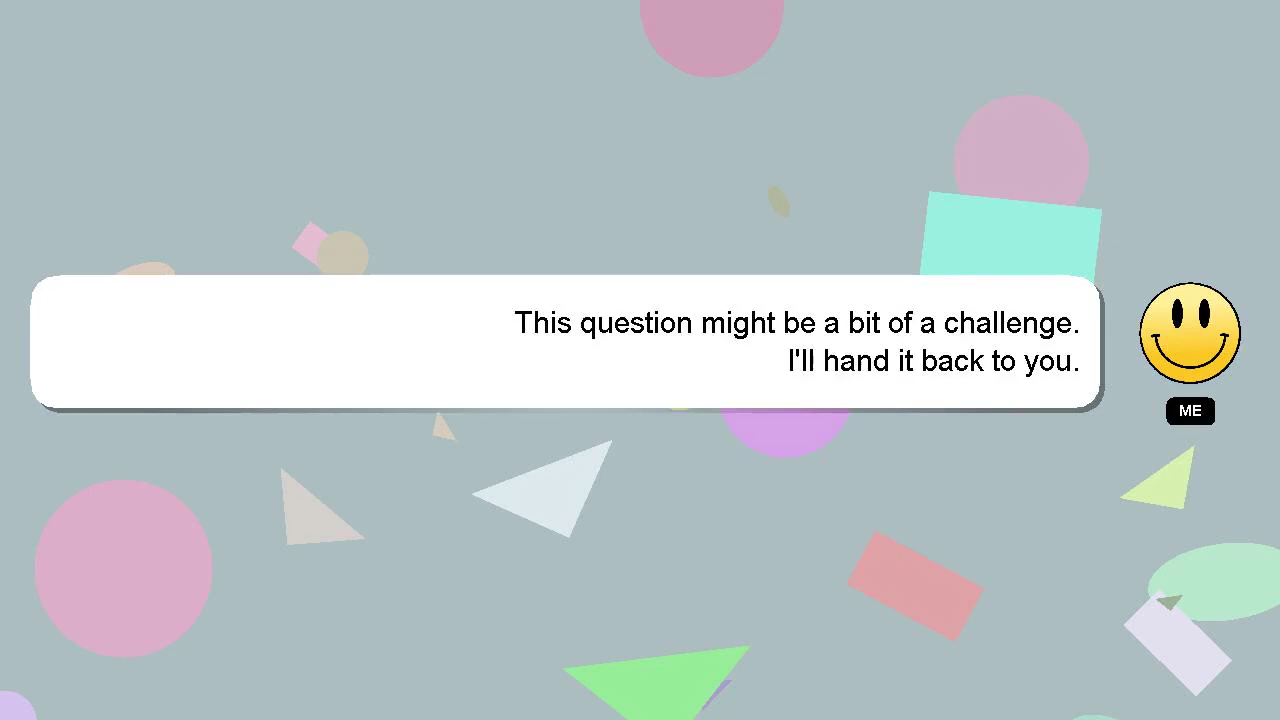 This question might be a bit of a challenge.
I'll hand it back to you.
ME